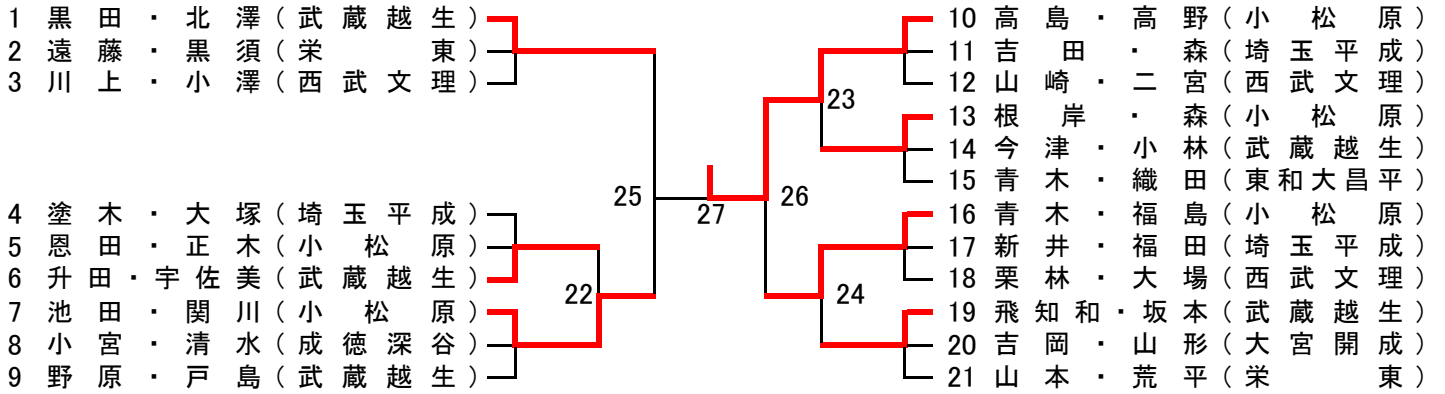 1 黒田・北澤(武蔵越生)
2 遠藤・黒須(栄東)
3 川上・小澤(西武文理)
4 塗木・大塚(埼玉平成)
5 恩田・正木(小松原)
6 升田・宇佐美(武蔵越生)
7 池田・関川(小松原)
8 小宮・清水(成徳深谷)
9 野原・戸島(武蔵越生)
22
25
27
26
23
24
10 高島・高野(小松原)
11 吉田・森(埼玉平成)
12 山崎・二宮(西武文理)
13 根岸・森(小松原)
14 今津・小林(武蔵越生)
15 青木・織田(東和大昌平)
16 青木・福島(小松原)
17 新井・福田(埼玉平成)
18 栗林・大場(西武文理)
19 飛知和・坂本(武蔵越生)
20 吉岡・山形(大宮開成)
21 山本・荒平(栄東)